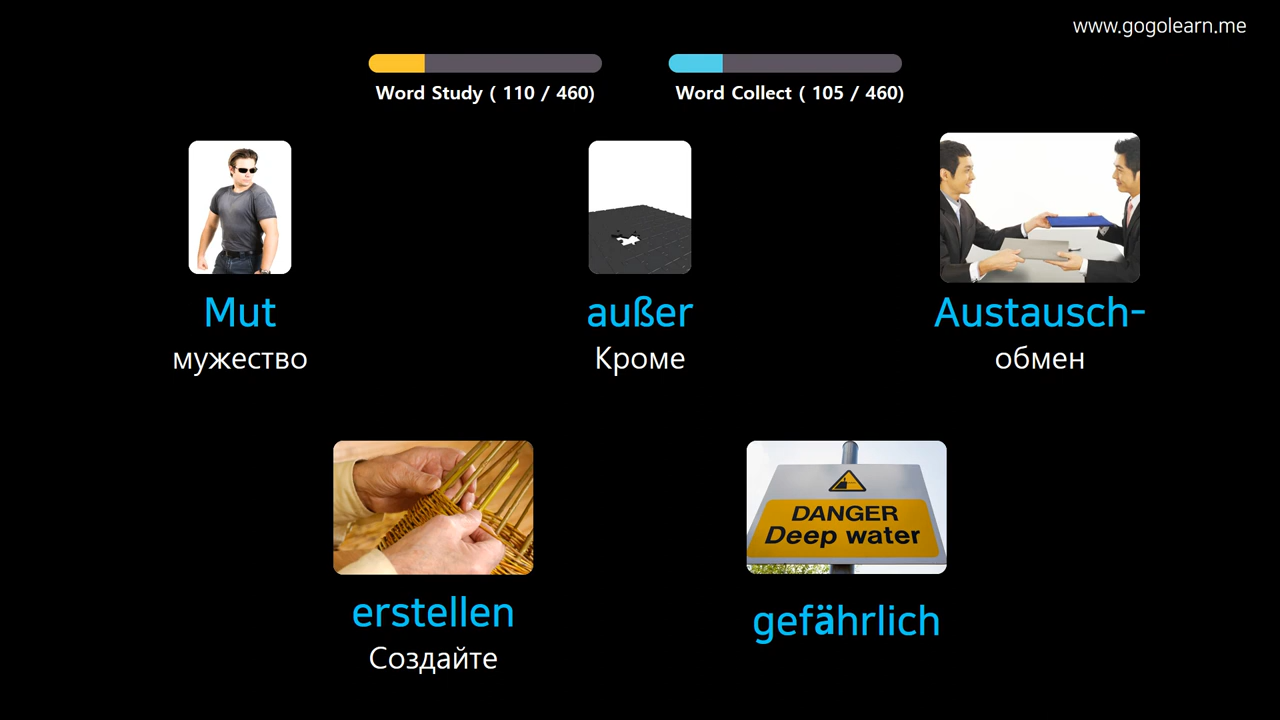 www.gogolearn.me
Word Study ( 110 / 460)
Word Collect ( 105 / 460)
Mut
мужество
außer
Кроме
Austausch-
обмен
DANGER
Deep water
erstellen
Создайте
gefährlich